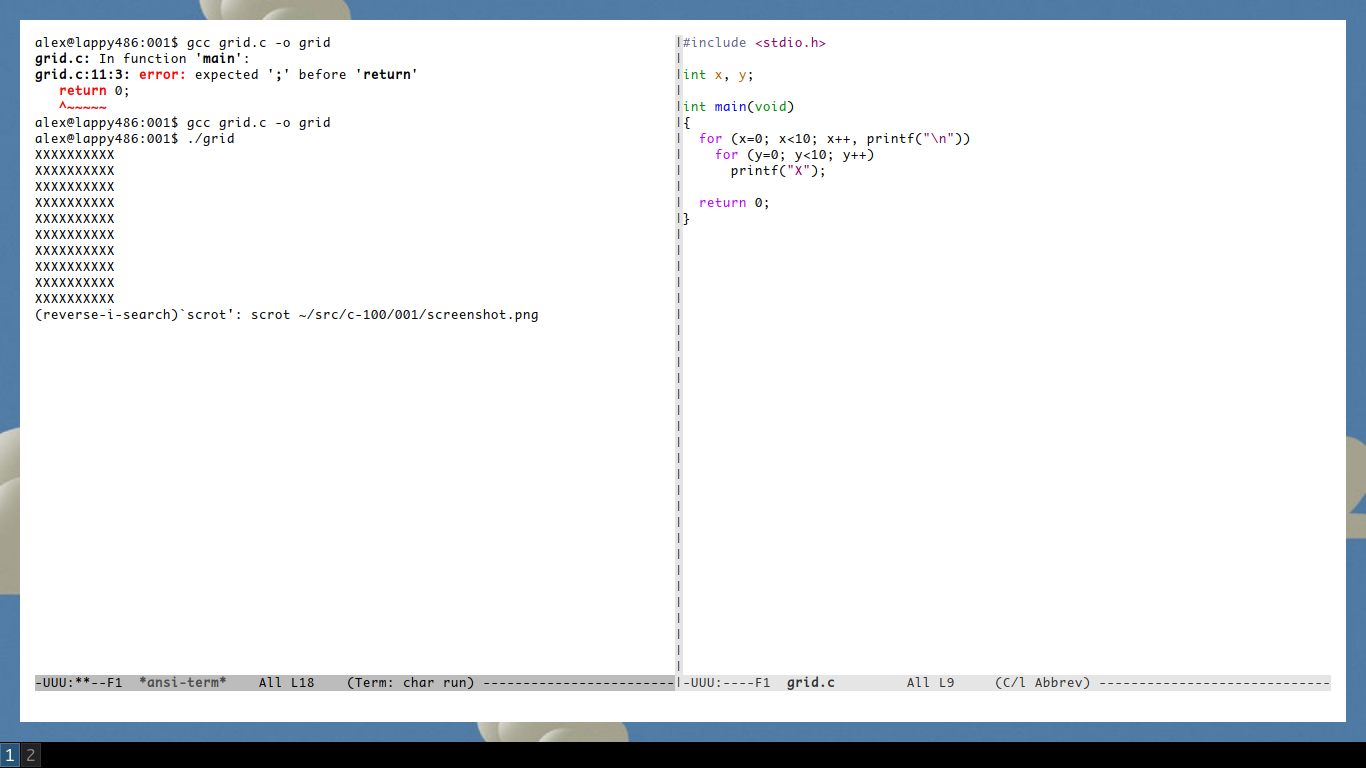 alex@lappy486:001$ gcc grid.c -o grid
grid.c: In function 'main':
grid.c:11:3: error: expected ';' before 'return'
   return 0;
   ^~~~~~
alex@lappy486:001$ gcc grid.c -o grid
alex@lappy486:001$ ./grid
XXXXXXXXXX
XXXXXXXXXX
XXXXXXXXXX
XXXXXXXXXX
XXXXXXXXXX
XXXXXXXXXX
XXXXXXXXXX
XXXXXXXXXX
XXXXXXXXXX
XXXXXXXXXX
(reverse-i-search)`scrot': scrot ~/src/c-100/001/screenshot.png
-UUU:**--F1  *ansi-term*    All L18    (Term: char run) ------------------------
#include <stdio.h>

int x, y;

int main(void)
{
  for (x=0; x<10; x++, printf("\n"))
    for (y=0; y<10; y++)
      printf("X");

  return 0;
}
-UUU:----F1  grid.c         All L9     (C/l Abbrev) -----------------------------
1 2